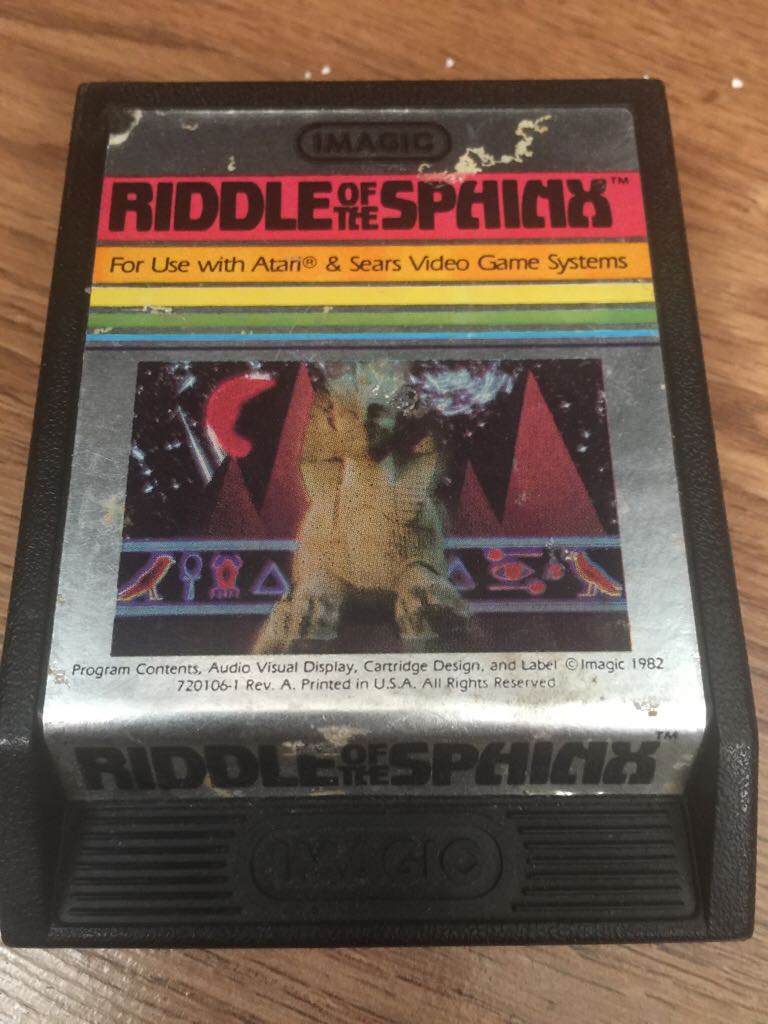 IMAGIC
RIDDLE OF THE SPHINX™
For Use with Atari® & Sears Video Game Systems
Program Contents, Audio Visual Display, Cartridge Design, and Label © Imagic 1982
720106-1 Rev. A. Printed in U.S.A. All Rights Reserved
RIDDLE OF THE SPHINX™
IMAGIC